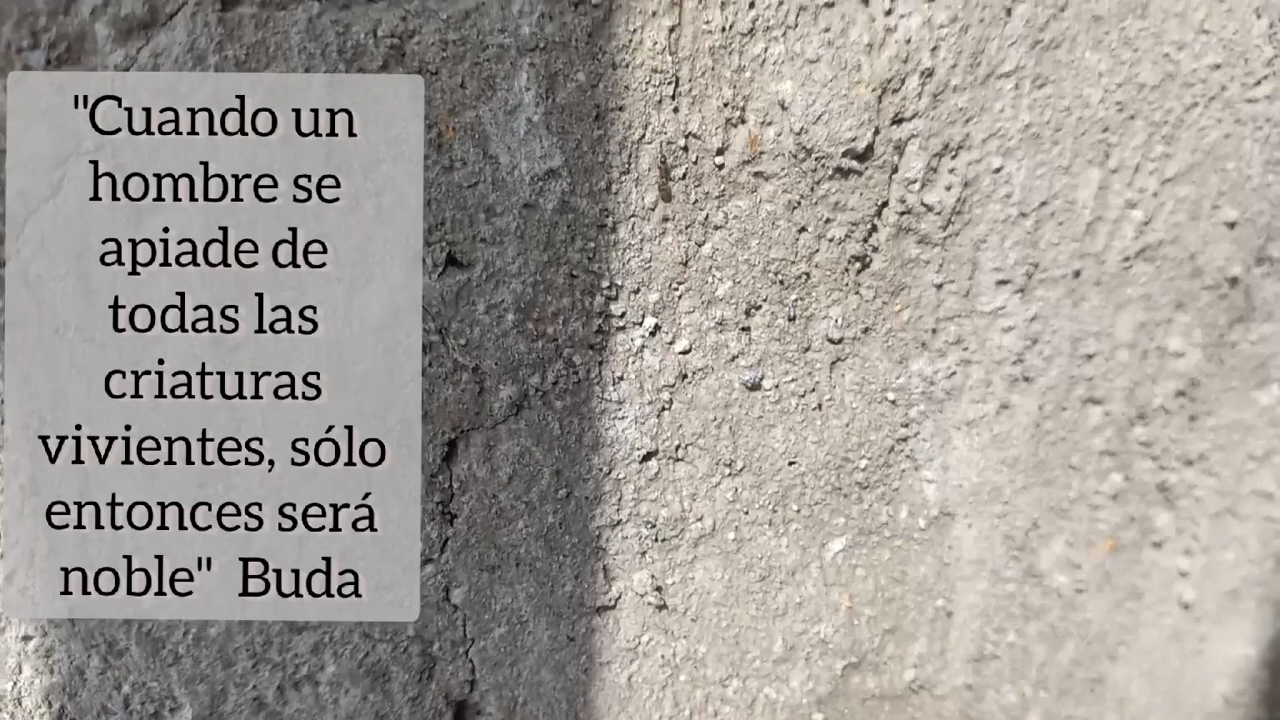 "Cuando un
hombre se
apiade de
todas las
criaturas
vivientes, sólo
entonces será
noble"  Buda